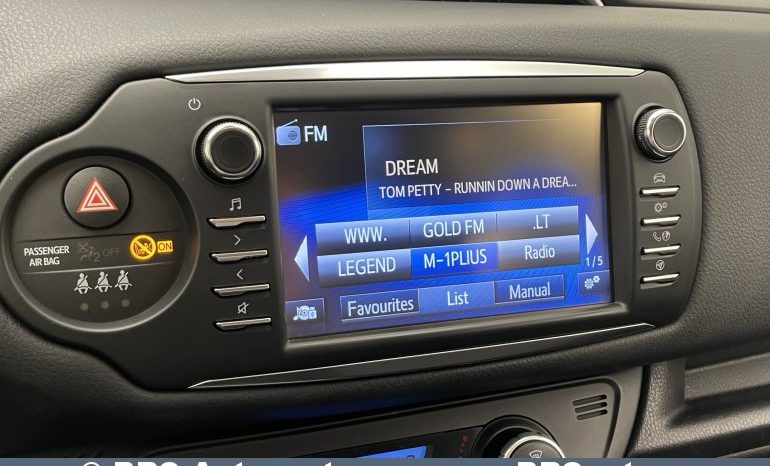 FM
DREAM
TOM PETTY – RUNNIN DOWN A DREA...
WWW. GOLD FM .LT
LEGEND M-1PLIUS Radio
1 / 5
Favourites List Manual
PASSENGER OFF ON
AIR BAG